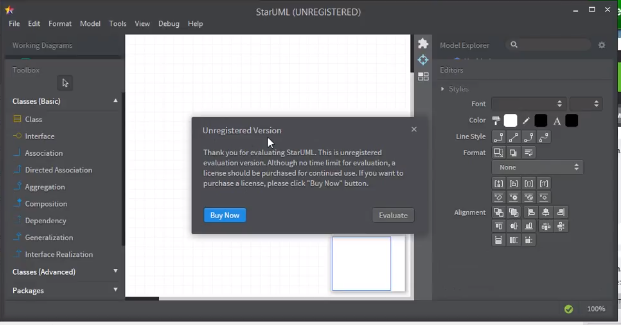 StarUML (UNREGISTERED)
File Edit Format Model Tools View Debug Help
Working Diagrams
Toolbox
Classes (Basic)
Class
Interface
Association
Directed Association
Aggregation
Composition
Dependency
Generalization
Interface Realization
Classes (Advanced)
Packages
Unregistered Version
Thank you for evaluating StarUML. This is unregistered
evaluation version. Although no time limit for evaluation, a
license should be purchased for continued use. If you want to
purchase a license, please click "Buy Now" button.
Buy Now
Evaluate
Model Explorer
Editors
Styles
Font
Color
A
Line Style
Format
None
Alignment
100%